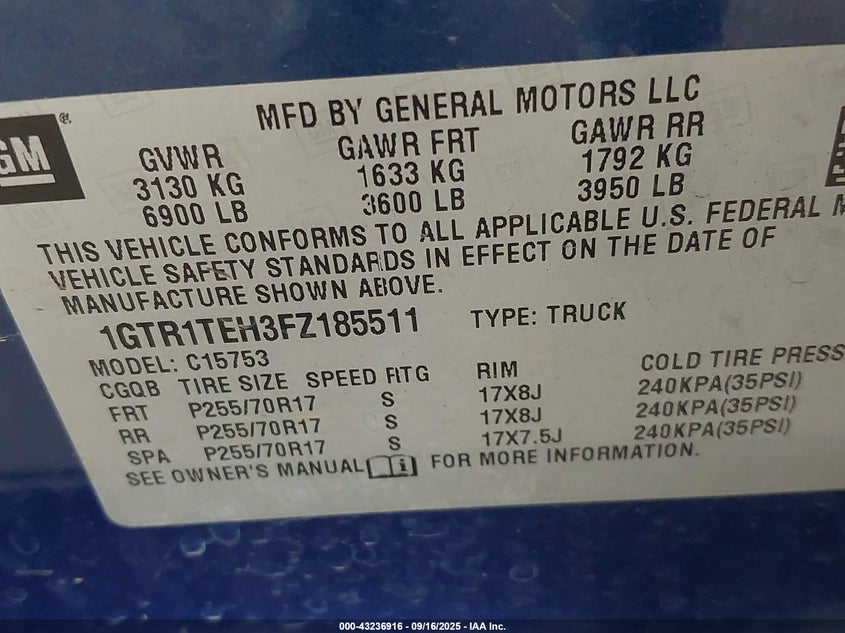 GM®
MFD BY GENERAL MOTORS LLC
GVWR GAWR FRT GAWR RR
3130 KG 1633 KG 1792 KG
6900 LB 3600 LB 3950 LB
THIS VEHICLE CONFORMS TO ALL APPLICABLE U.S. FEDERAL M
VEHICLE SAFETY STANDARDS IN EFFECT ON THE DATE OF
MANUFACTURE SHOWN ABOVE.
1GTR1TEH3FZ185511 TYPE: TRUCK
MODEL: C15753
CGQB TIRE SIZE SPEED RTG RIM COLD TIRE PRESS
FRT P255/70R17 S 17X8J 240KPA(35PSI)
RR P255/70R17 S 17X8J 240KPA(35PSI)
SPA P255/70R17 S 17X7.5J 240KPA(35PSI)
SEE OWNER'S MANUAL i FOR MORE INFORMATION.
000-43236916 - 09/16/2025 - IAA Inc.